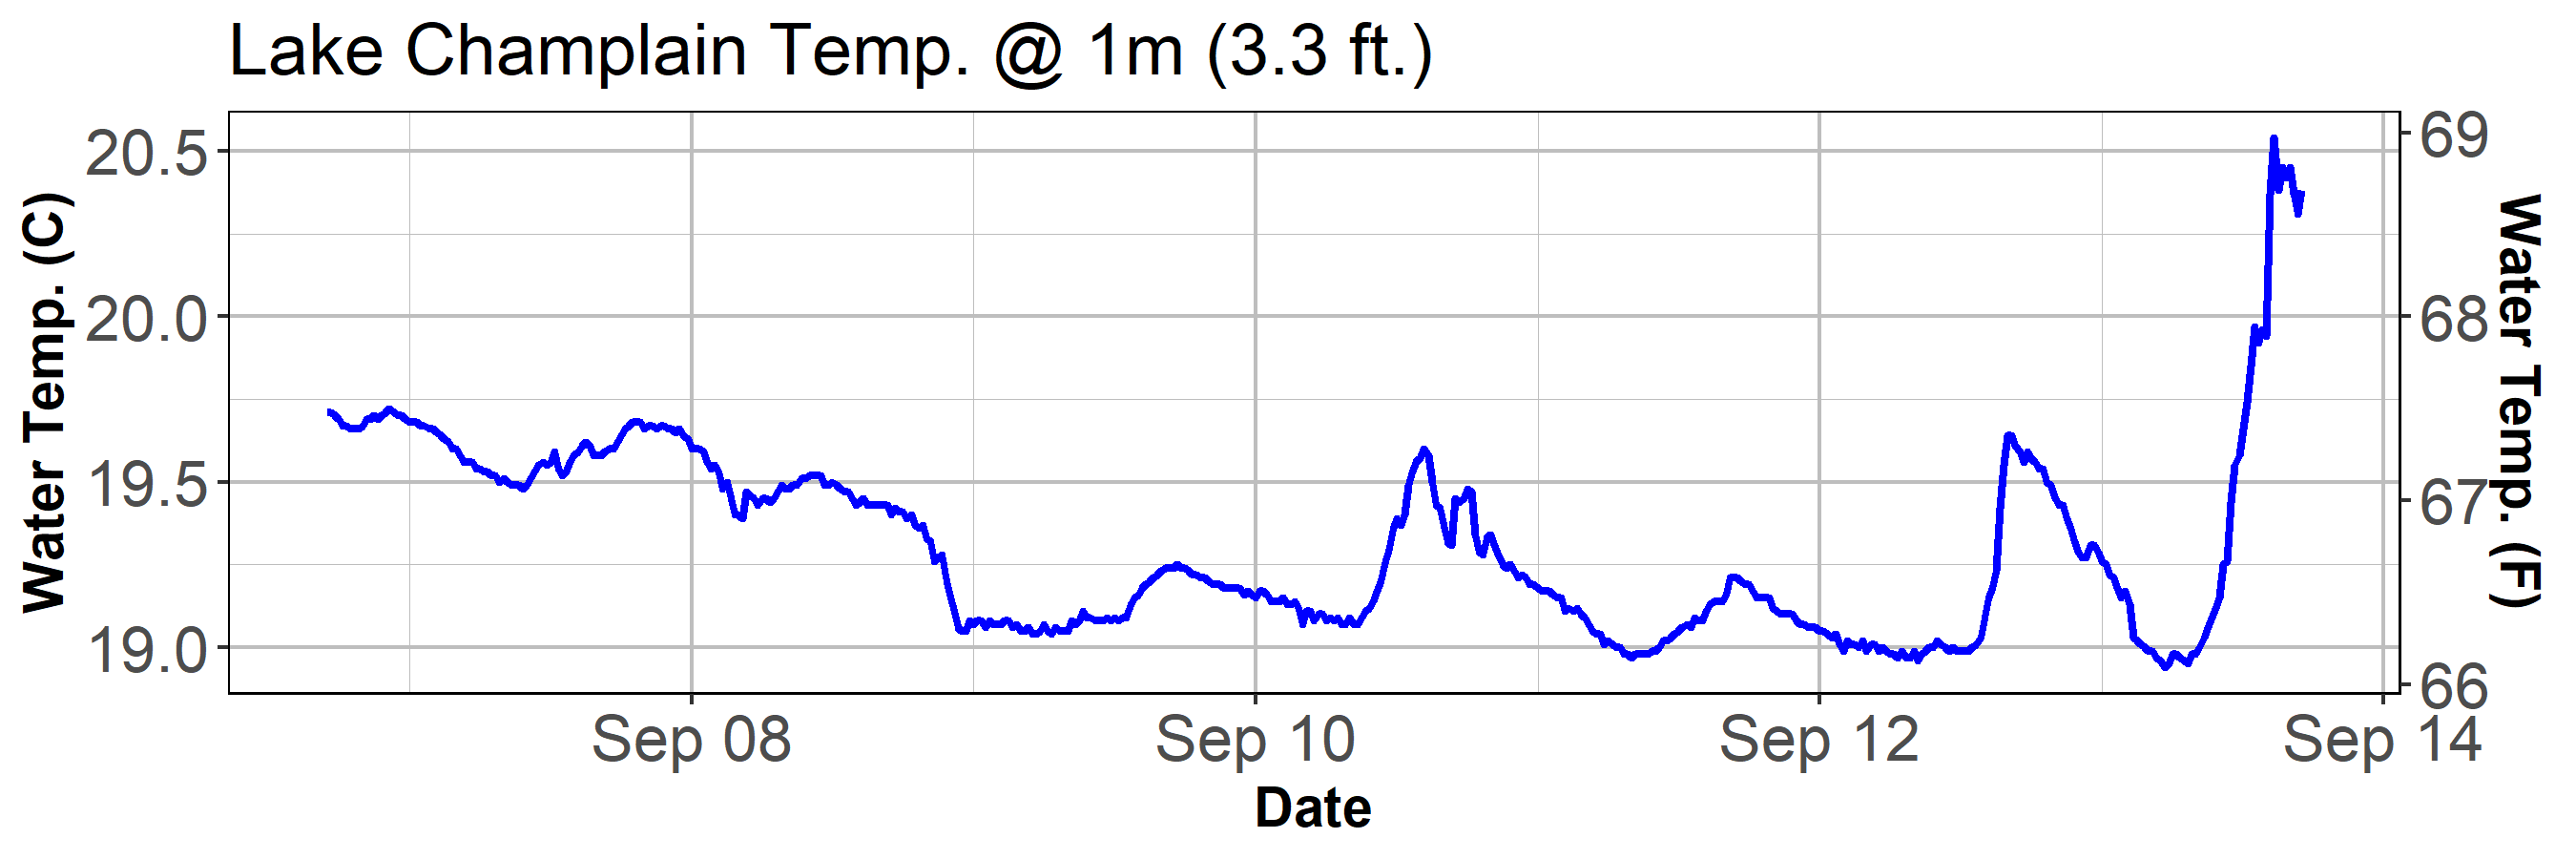 Lake Champlain Temp. @ 1m (3.3 ft.)
Water Temp. (C)
20.5
20.0
19.5
19.0
69
68
67
66
Water Temp. (F)
Sep 08
Sep 10
Sep 12
Sep 14
Date